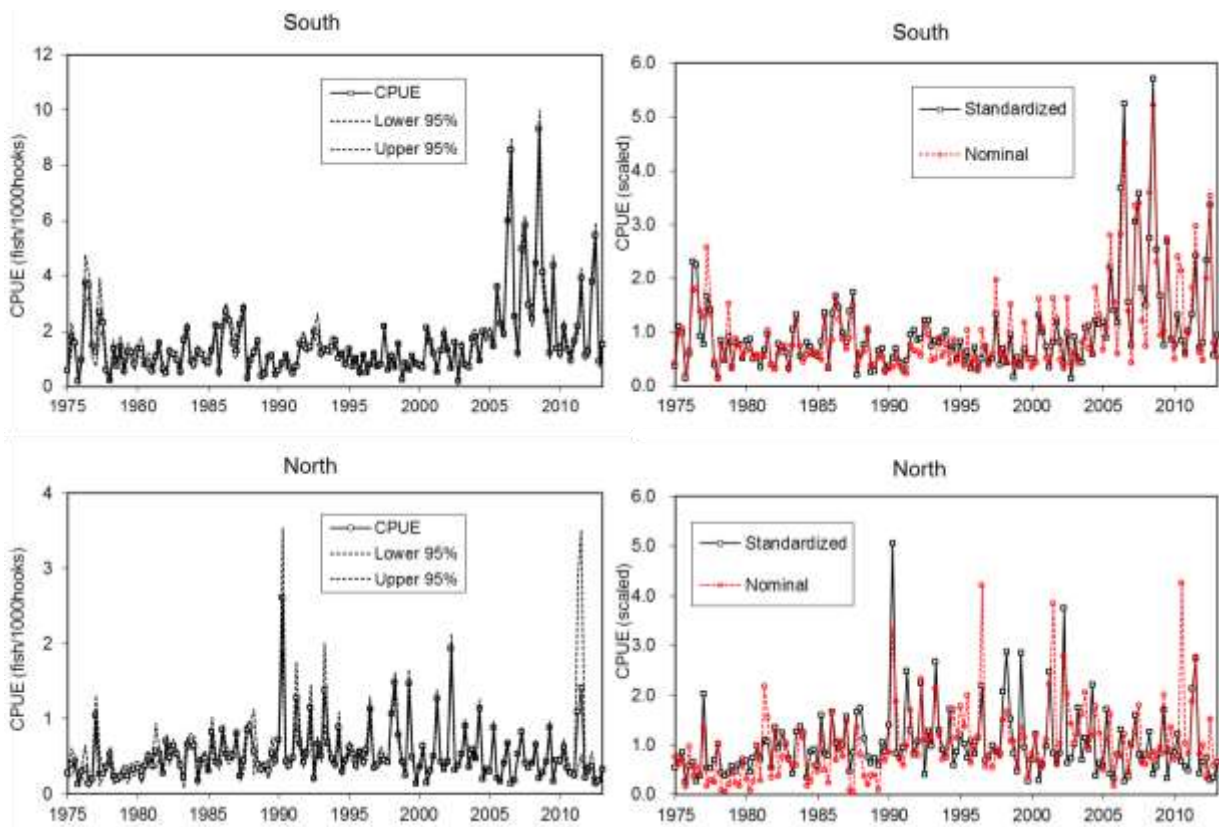 South
CPUE (fish/1000hooks)
12
10
8
6
4
2
0
CPUE
Lower 95%
Upper 95%
1975 1980 1985 1990 1995 2000 2005 2010
South
CPUE (scaled)
6.0
5.0
4.0
3.0
2.0
1.0
0.0
Standardized
Nominal
1975 1980 1985 1990 1995 2000 2005 2010
North
CPUE (fish/1000hooks)
4
3
2
1
0
CPUE
Lower 95%
Upper 95%
1975 1980 1985 1990 1995 2000 2005 2010
North
CPUE (scaled)
6.0
5.0
4.0
3.0
2.0
1.0
0.0
Standardized
Nominal
1975 1980 1985 1990 1995 2000 2005 2010